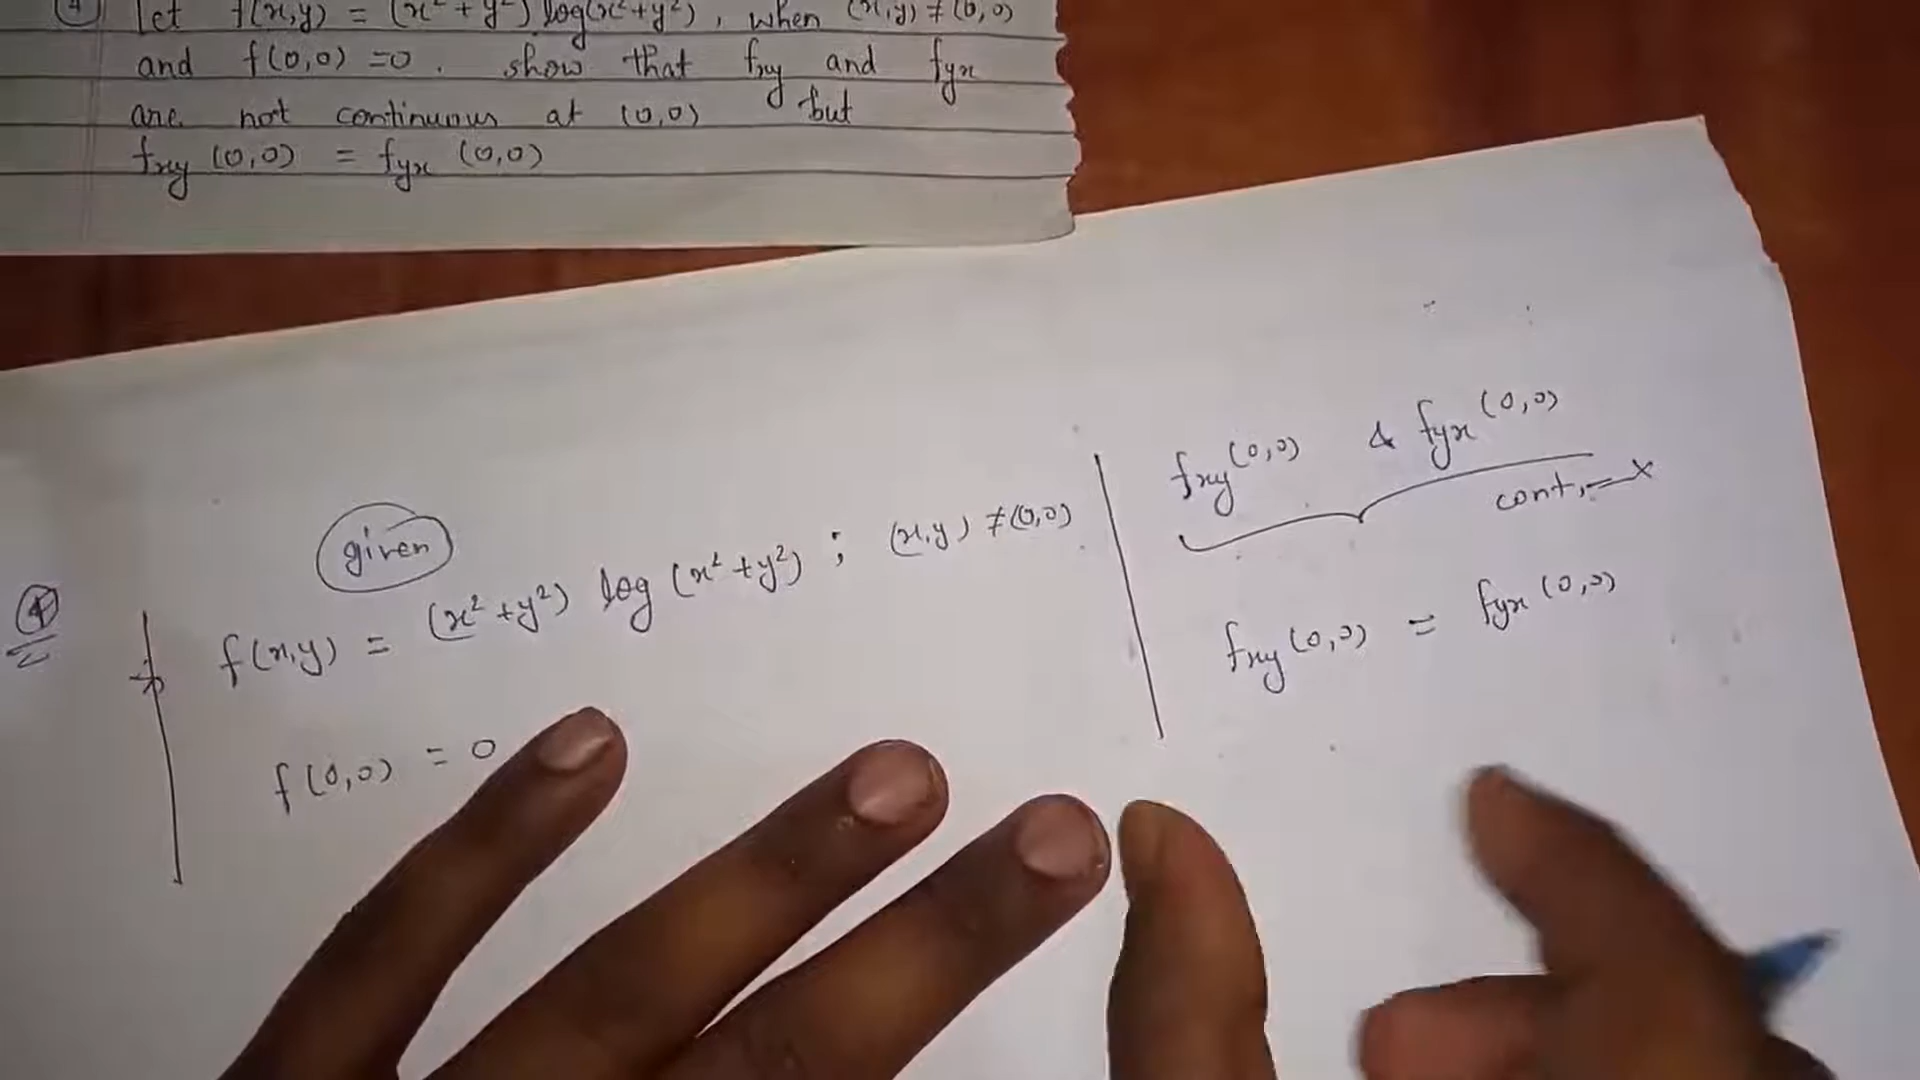 ④ Let f(x,y) = (x² + y²) log(x²+y²), when (x,y) ≠ (0,0)
and f(0,0) = 0. show that fxy and fyx
are not continuous at (0,0) but
fxy (0,0) = fyx (0,0)
given
④ f(x,y) = (x² + y²) log (x² + y²) ; (x,y) ≠ (0,0)
f(0,0) = 0
fxy (0,0) & fyx (0,0)
cont. x
fxy (0,0) = fyx (0,0)